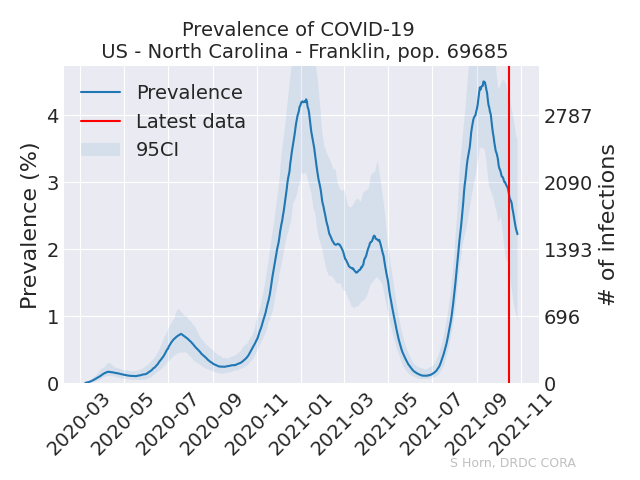 Prevalence of COVID-19
US - North Carolina - Franklin, pop. 69685
Prevalence
Latest data
95CI
Prevalence (%)
4
3
2
1
0
# of infections
2787
2090
1393
696
0
2020-03
2020-05
2020-07
2020-09
2020-11
2021-01
2021-03
2021-05
2021-07
2021-09
2021-11
S Horn, DRDC CORA